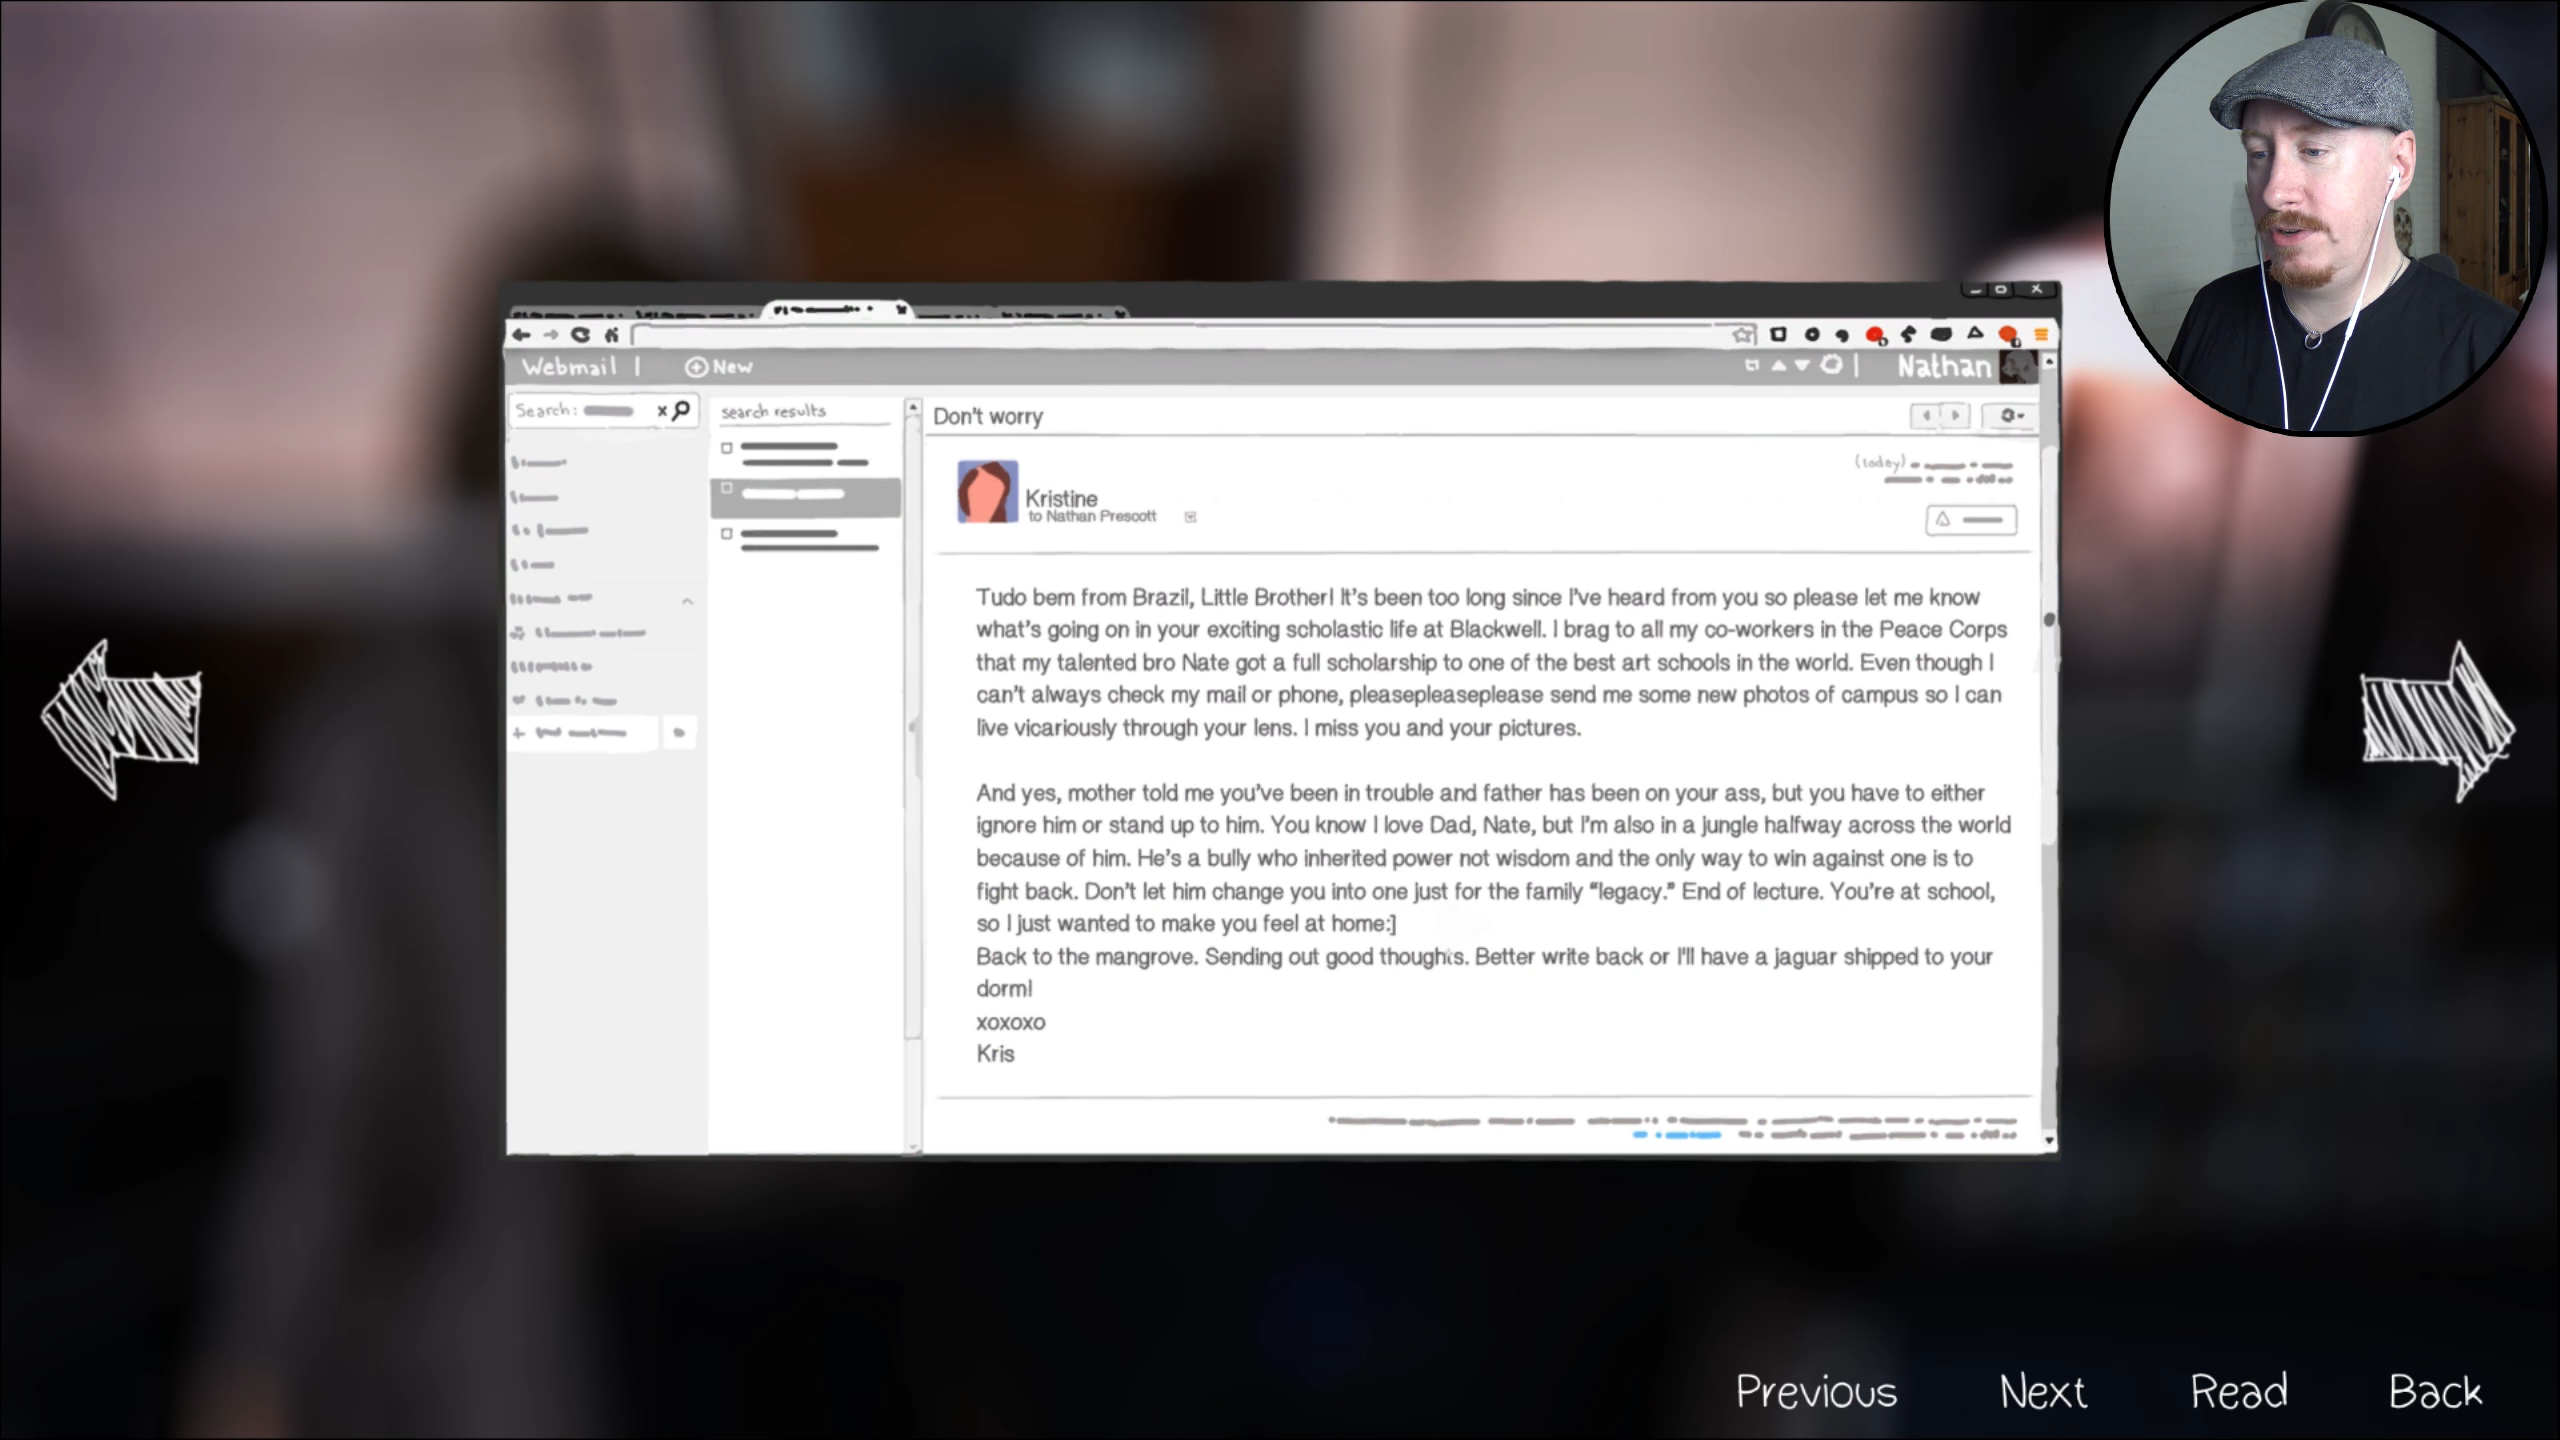 Webmail | New
Nathan
Search:
search results
Don't worry
(today)
Kristine
to Nathan Prescott
Tudo bem from Brazil, Little Brother! It's been too long since I've heard from you so please let me know
what's going on in your exciting scholastic life at Blackwell. I brag to all my co-workers in the Peace Corps
that my talented bro Nate got a full scholarship to one of the best art schools in the world. Even though I
can't always check my mail or phone, pleasepleaseplease send me some new photos of campus so I can
live vicariously through your lens. I miss you and your pictures.
And yes, mother told me you've been in trouble and father has been on your ass, but you have to either
ignore him or stand up to him. You know I love Dad, Nate, but I'm also in a jungle halfway across the world
because of him. He's a bully who inherited power not wisdom and the only way to win against one is to
fight back. Don't let him change you into one just for the family "legacy." End of lecture. You're at school,
so I just wanted to make you feel at home:]
Back to the mangrove. Sending out good thoughts. Better write back or I'll have a jaguar shipped to your
dorm!
xoxoxo
Kris
Previous
Next
Read
Back